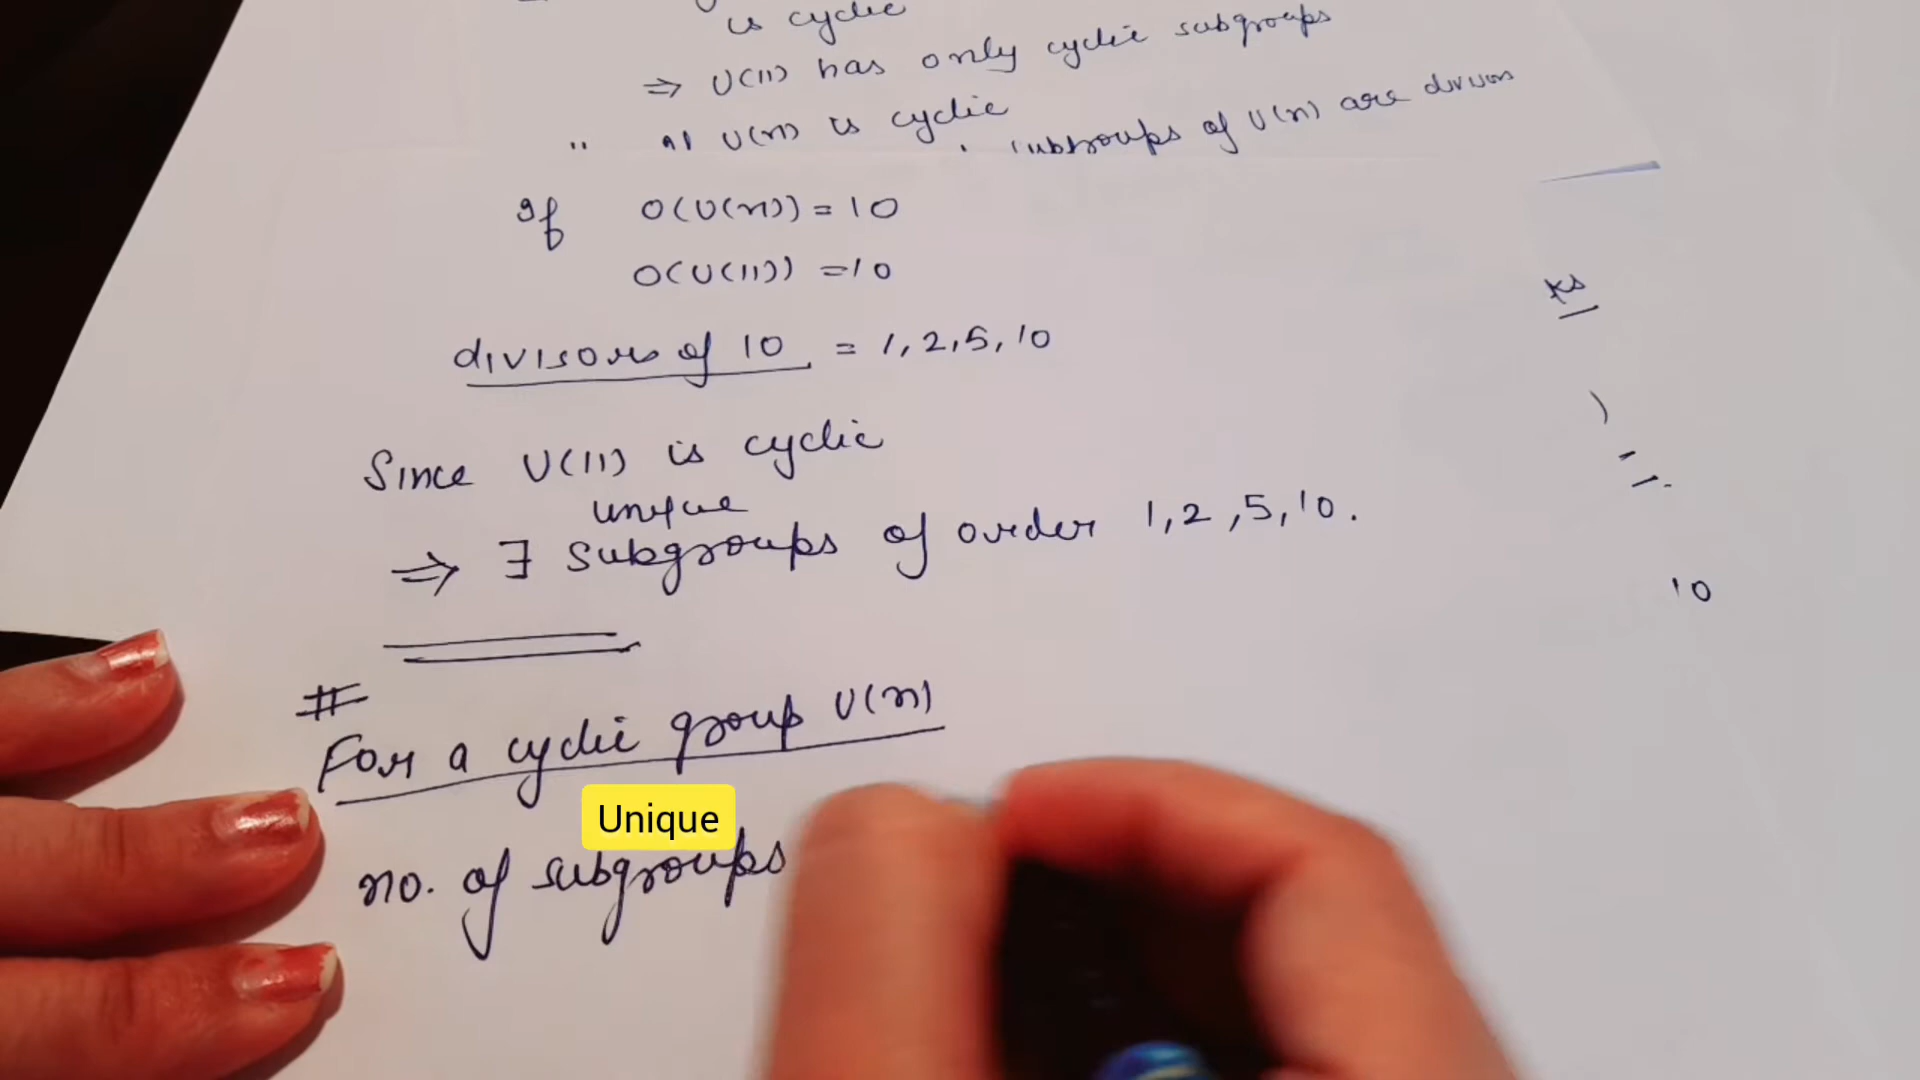 is cyclic
⇒ U(11) has only cyclic subgroups
" U(n) is cyclic
subgroups of U(n) are divisors
If O(U(n)) = 10
O(U(11)) = 10
divisors of 10 = 1, 2, 5, 10
Since U(11) is cyclic
unique
⇒ ∃ subgroups of order 1, 2, 5, 10.
10
#
For a cyclic group U(n)
Unique
no. of subgroups